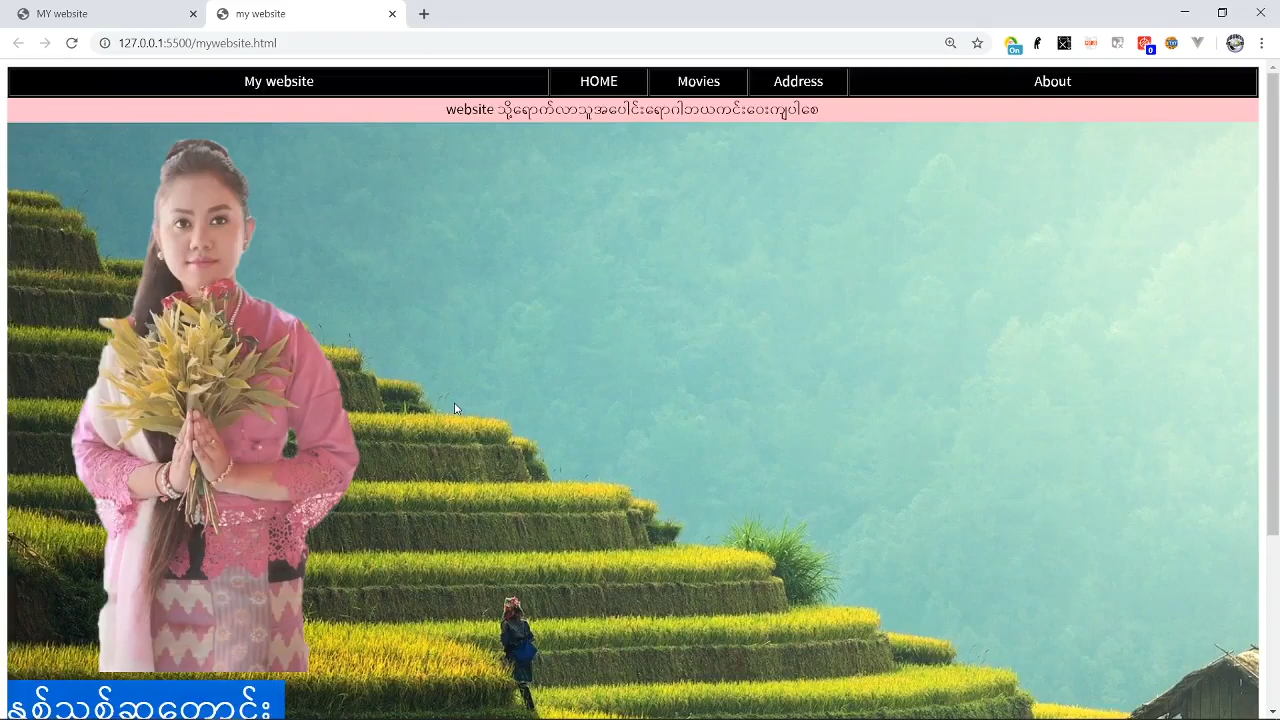 MY website
my website
127.0.0.1:5500/mywebsite.html
On
0
My website HOME Movies Address About
website သို့ရောက်လာသူအပေါင်းရောဂါဘယကင်းဝေးကျပါစေ
နှစ်သစ်ဆုတောင်း